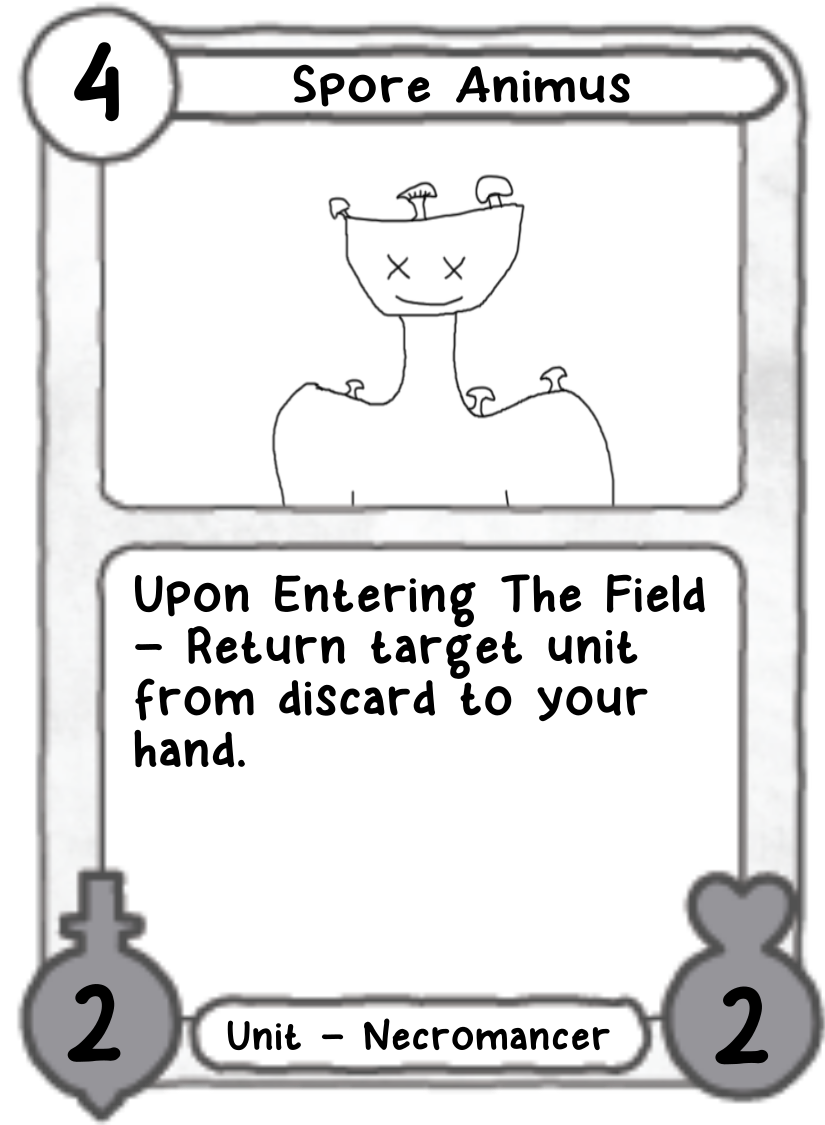 4
Spore Animus
Upon Entering The Field
– Return target unit
from discard to your
hand.
2
Unit – Necromancer
2